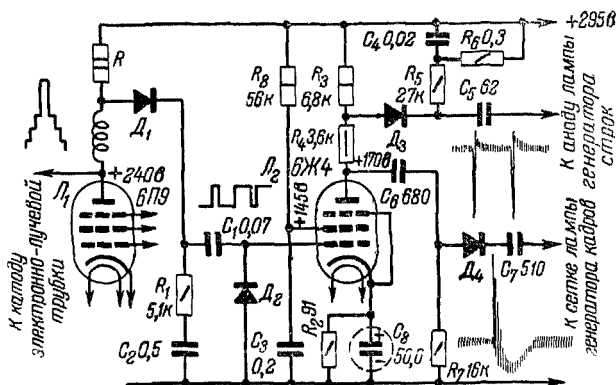 +295в
C₄ 0,02
R₆ 0,3
R
R₈
56к
R₃
6,8к
R₅
27к
C₅ 62
Д₁
Д₃
R₄ 3,6к
К аноду лампы
генератора
строк
+240в
Л₁
6П9
Л₂
6Ж4
+170в
C₆ 680
+145в
К катоду
электронно-лучевой
трубки
C₁ 0,07
Д₄
C₇ 510
К сетке лампы
генератора кадров
R₁
5,1к
Д₂
C₂ 0,5
C₃
0,2
R₂ 91
C₈
50,0
R₇ 16к